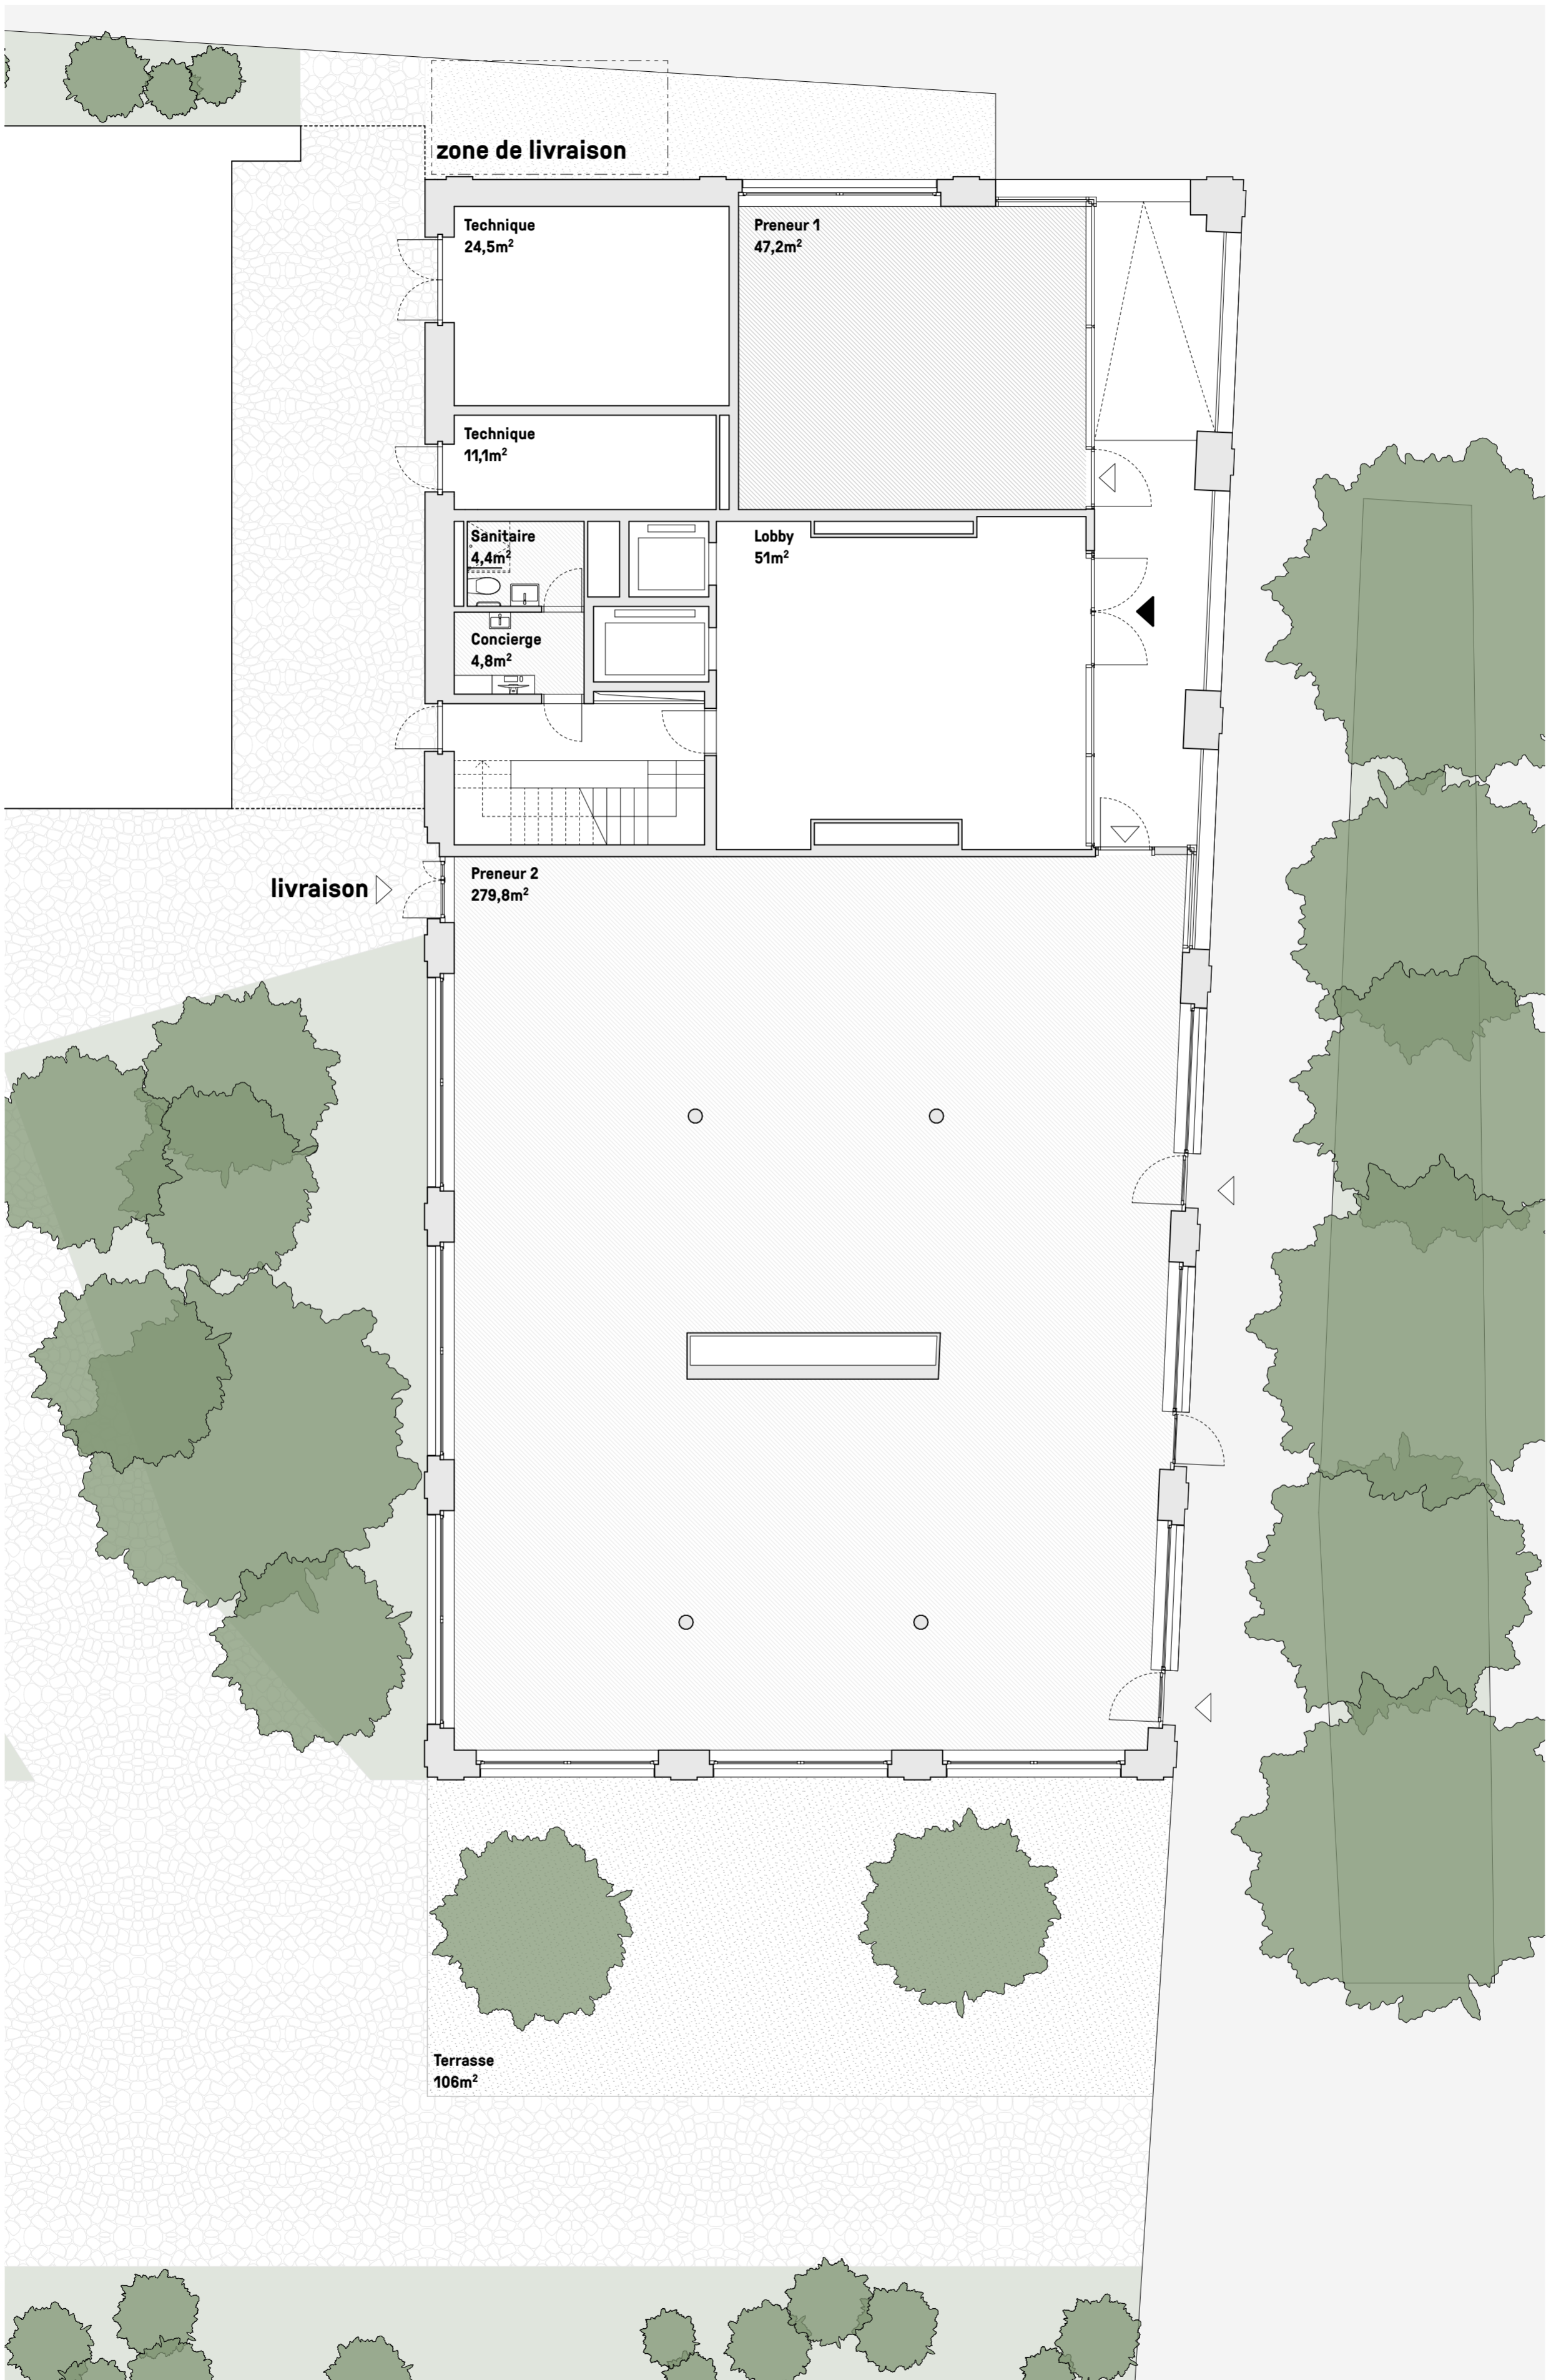 zone de livraison
Technique
24,5m²
Preneur 1
47,2m²
Technique
11,1m²
Sanitaire
4,4m²
Lobby
51m²
Concierge
4,8m²
livraison
Preneur 2
279,8m²
Terrasse
106m²